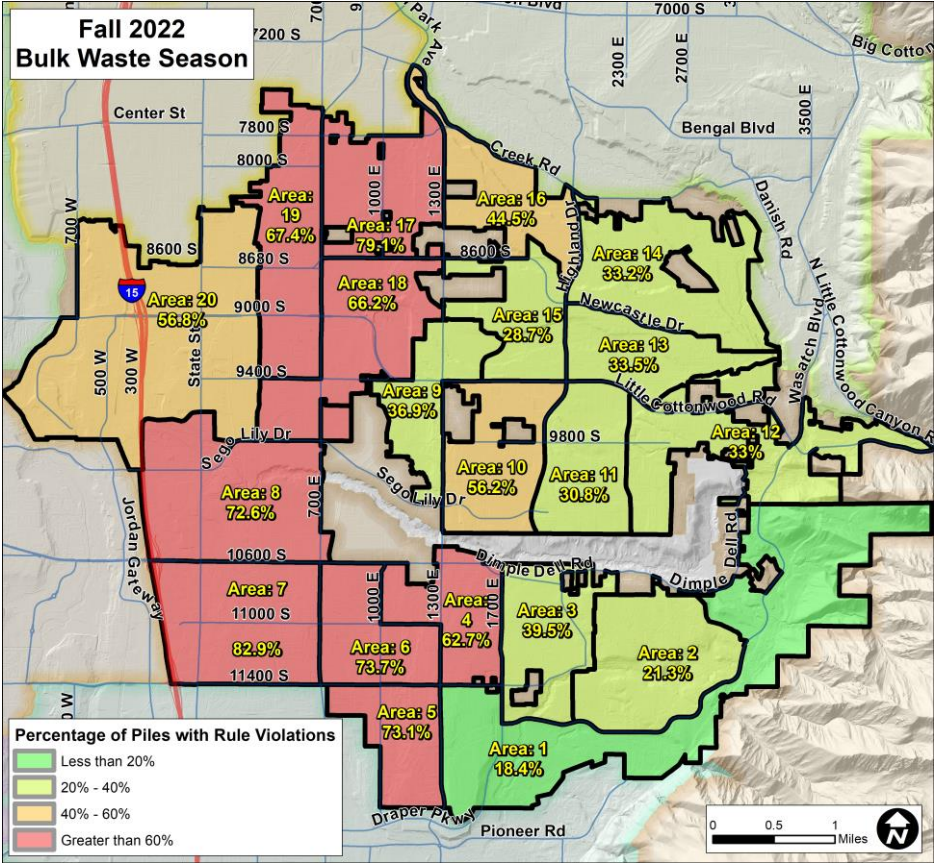 Fall 2022
Bulk Waste Season
7200 S
Park Ave
7000 S
Big Cotton
2300 E
2700 E
3500 E
Center St
7800 S
Bengal Blvd
8000 S
Creek Rd
1000 E
1300 E
Area:
19
67.4%
Area: 17
79.1%
Area: 16
44.5%
Highland Dr
Danish Rd
700 W
8600 S
8680 S
8600 S
Area: 14
33.2%
N Little Cottonwood Canyon R
15
Area: 20
56.8%
Area: 18
66.2%
9000 S
Newcastle Dr
Area: 15
28.7%
Area: 13
33.5%
Wasatch Blvd
500 W
300 W
State St
9400 S
Area: 9
36.9%
Little Cottonwood Rd
Sego Lily Dr
9800 S
Area: 12
33%
Area: 10
56.2%
Area: 11
30.8%
Area: 8
72.6%
700 E
Sego Lily Dr
Jordan Gateway
10600 S
Dimple Dell Rd
Dimple Dell Rd
Area: 7
82.9%
11000 S
1000 E
1300 E
1700 E
Area:
4
62.7%
Area: 3
39.5%
Area: 6
73.7%
Area: 2
21.3%
11400 S
Area: 5
73.1%
Area: 1
18.4%
Draper Pkwy
Pioneer Rd
Percentage of Piles with Rule Violations
Less than 20%
20% - 40%
40% - 60%
Greater than 60%
0 0.5 1
Miles
N